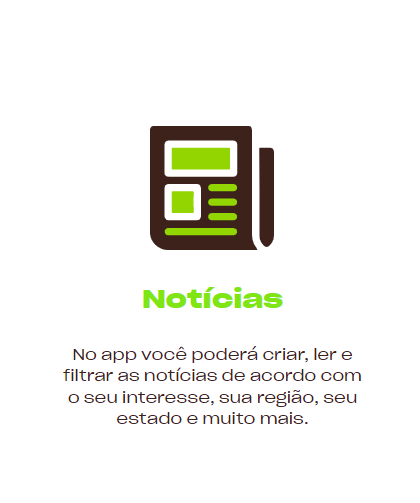 Notícias
No app você poderá criar, ler e
filtrar as notícias de acordo com
o seu interesse, sua região, seu
estado e muito mais.